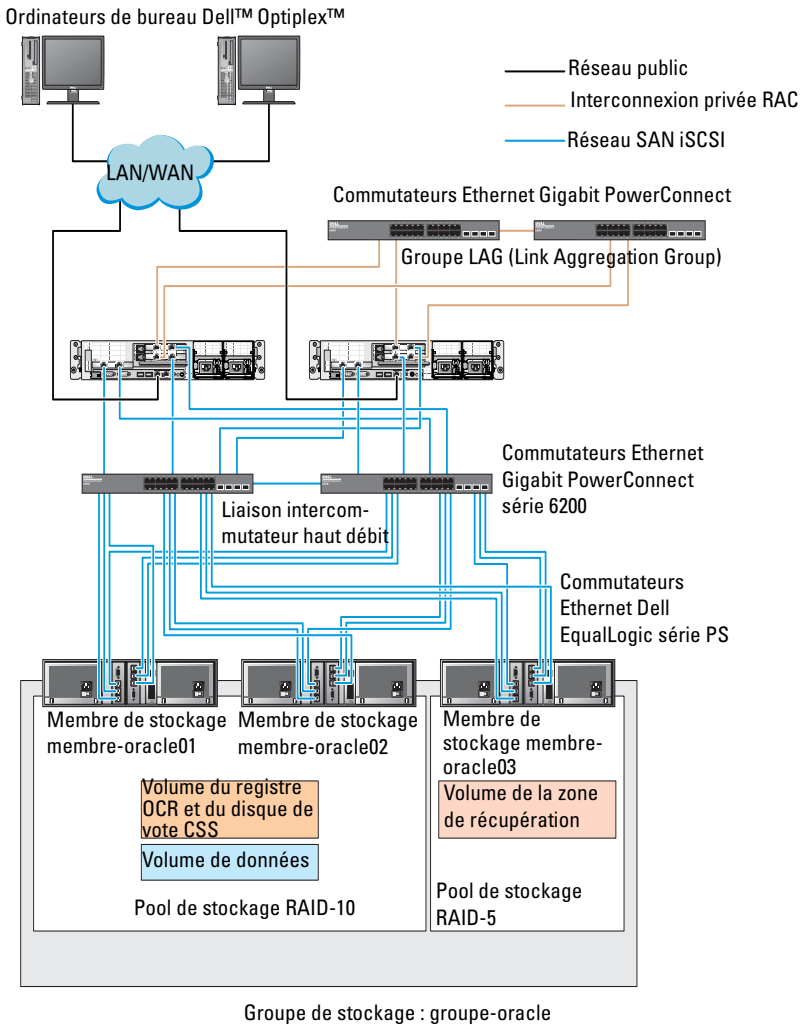 Ordinateurs de bureau Dell™ Optiplex™
Réseau public
Interconnexion privée RAC
Réseau SAN iSCSI
LAN/WAN
Commutateurs Ethernet Gigabit PowerConnect
Groupe LAG (Link Aggregation Group)
Commutateurs Ethernet
Gigabit PowerConnect
série 6200
Liaison intercom-
mutateur haut débit
Commutateurs
Ethernet Dell
EqualLogic série PS
Membre de stockage
membre-oracle01
Membre de stockage
membre-oracle02
Membre de
stockage membre-
oracle03
Volume du registre
OCR et du disque de
vote CSS
Volume de la zone
de récupération
Volume de données
Pool de stockage RAID-10
Pool de stockage
RAID-5
Groupe de stockage : groupe-oracle